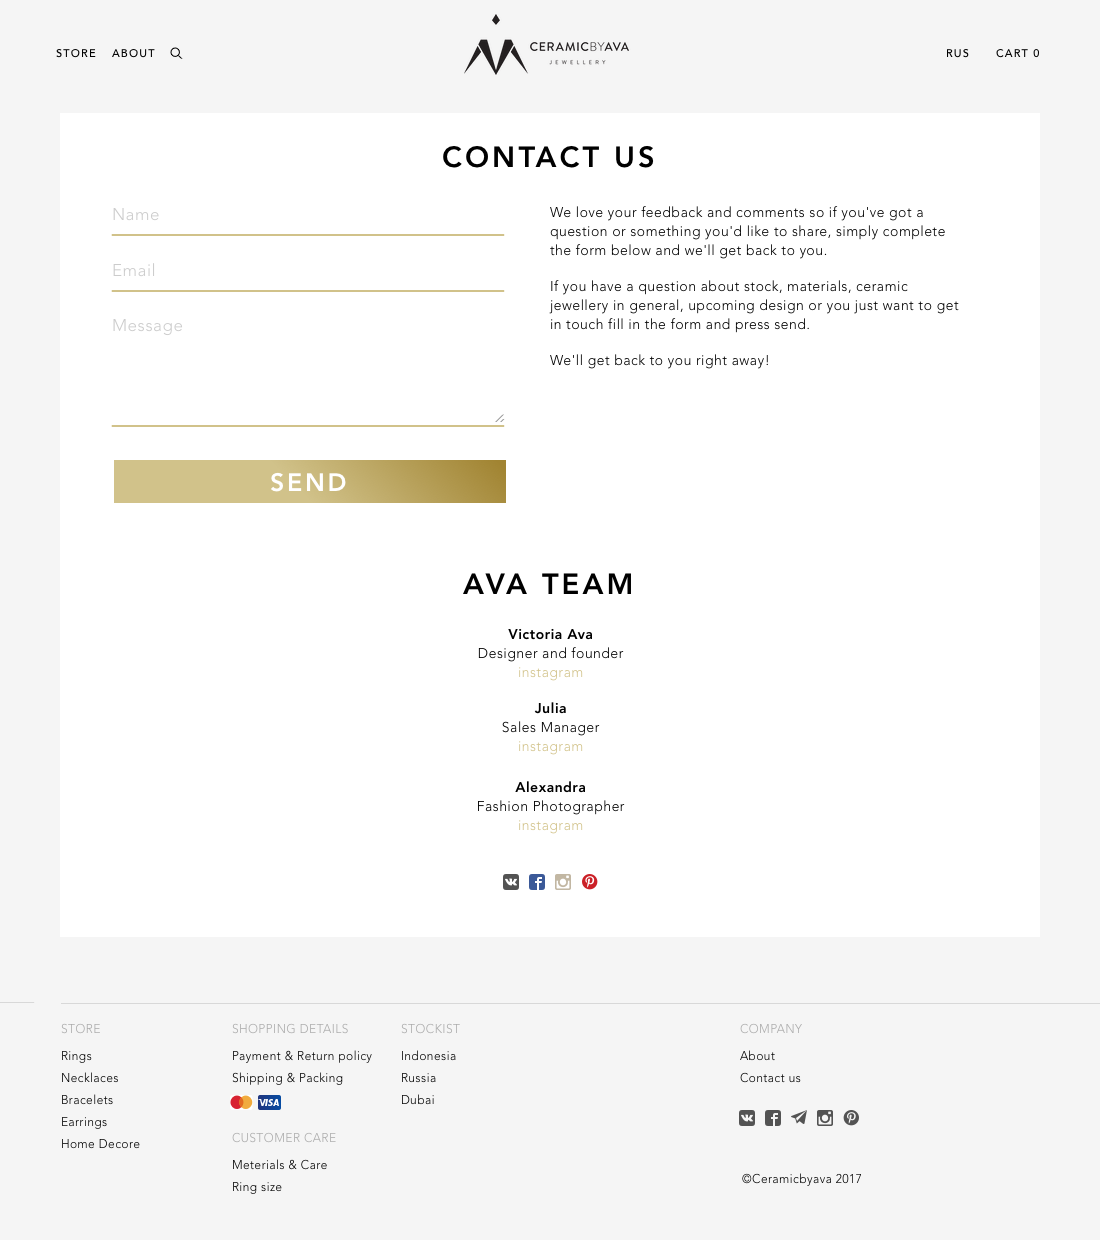 STORE ABOUT
CERAMICBYAVA
JEWELLERY
RUS CART 0
CONTACT US
Name
Email
Message
SEND
We love your feedback and comments so if you've got a
question or something you'd like to share, simply complete
the form below and we'll get back to you.
If you have a question about stock, materials, ceramic
jewellery in general, upcoming design or you just want to get
in touch fill in the form and press send.
We'll get back to you right away!
AVA TEAM
Victoria Ava
Designer and founder
instagram
Julia
Sales Manager
instagram
Alexandra
Fashion Photographer
instagram
STORE
Rings
Necklaces
Bracelets
Earrings
Home Decore
SHOPPING DETAILS
Payment & Return policy
Shipping & Packing
VISA
CUSTOMER CARE
Meterials & Care
Ring size
STOCKIST
Indonesia
Russia
Dubai
COMPANY
About
Contact us
©Ceramicbyava 2017